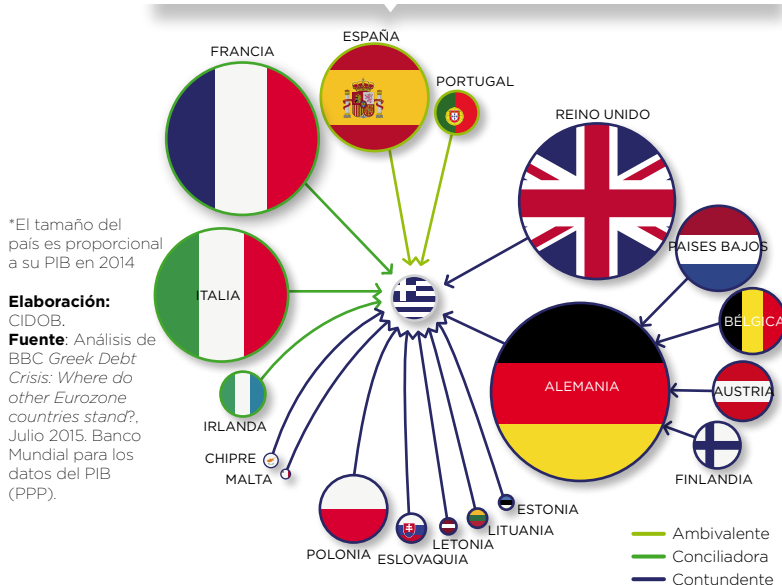 ESPAÑA
FRANCIA
PORTUGAL
REINO UNIDO
PAISES BAJOS
*El tamaño del
país es proporcional
a su PIB en 2014
ITALIA
Elaboración:
CIDOB.
Fuente: Análisis de
BBC Greek Debt
Crisis: Where do
other Eurozone
countries stand?,
Julio 2015. Banco
Mundial para los
datos del PIB
(PPP).
BÉLGICA
ALEMANIA
AUSTRIA
IRLANDA
CHIPRE
MALTA
FINLANDIA
ESTONIA
LITUANIA
LETONIA
POLONIA
ESLOVAQUIA
Ambivalente
Conciliadora
Contundente